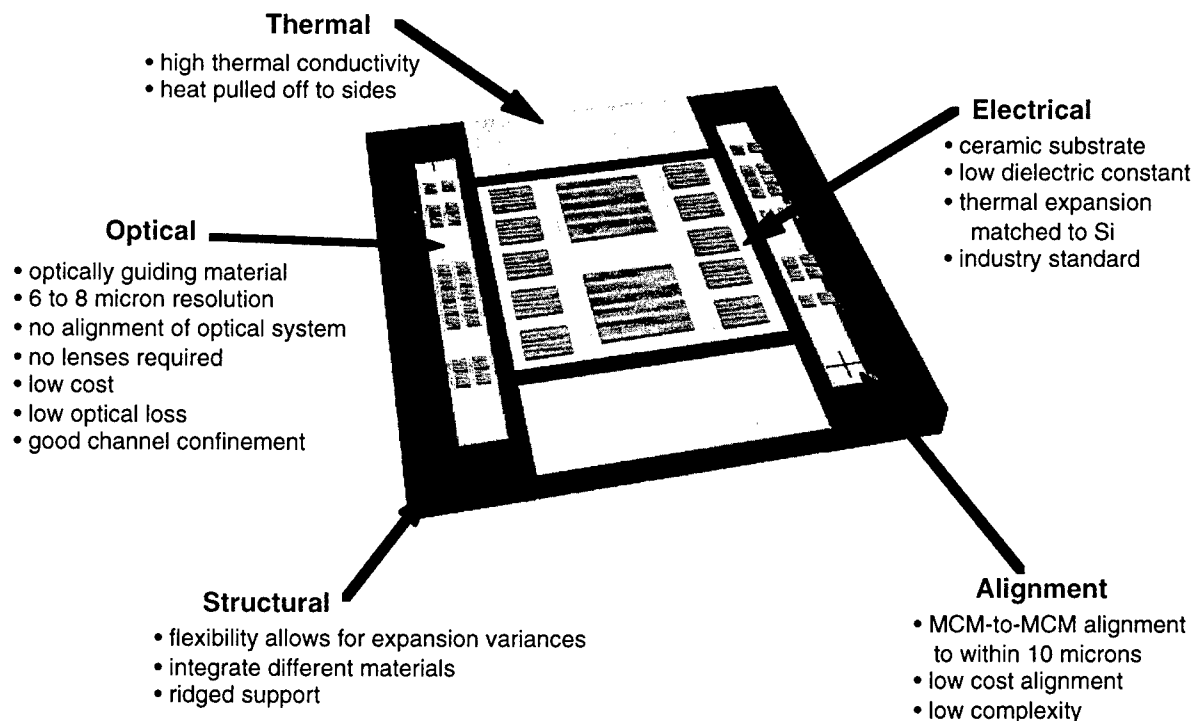 Thermal
• high thermal conductivity
• heat pulled off to sides
Electrical
• ceramic substrate
• low dielectric constant
• thermal expansion
matched to Si
• industry standard
Optical
• optically guiding material
• 6 to 8 micron resolution
• no alignment of optical system
• no lenses required
• low cost
• low optical loss
• good channel confinement
Structural
• flexibility allows for expansion variances
• integrate different materials
• ridged support
Alignment
• MCM-to-MCM alignment
to within 10 microns
• low cost alignment
• low complexity